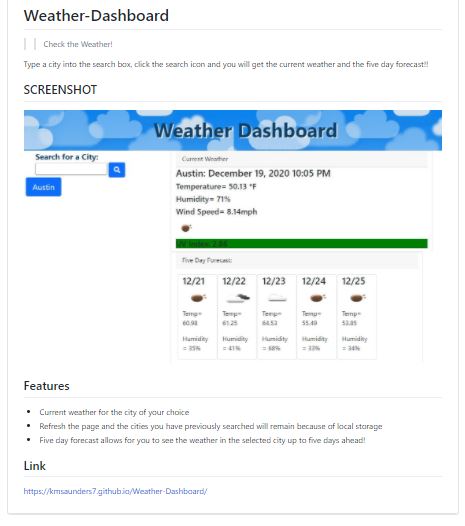 Weather-Dashboard
Check the Weather!
Type a city into the search box, click the search icon and you will get the current weather and the five day forecast!!
SCREENSHOT
Weather Dashboard
Search for a City:
Austin
Current Weather
Austin: December 19, 2020 10:05 PM
Temperature= 50.13 °F
Humidity= 71%
Wind Speed= 8.14mph
UV Index: 2.86
Five Day Forecast:
12/21 12/22 12/23 12/24 12/25
Temp= Temp= Temp= Temp= Temp=
60.98 61.25 64.53 55.49 53.85
Humidity Humidity Humidity Humidity Humidity
= 35% = 41% = 68% = 33% = 34%
Features
Current weather for the city of your choice
Refresh the page and the cities you have previously searched will remain because of local storage
Five day forecast allows for you to see the weather in the selected city up to five days ahead!
Link
https://kmsaunders7.github.io/Weather-Dashboard/